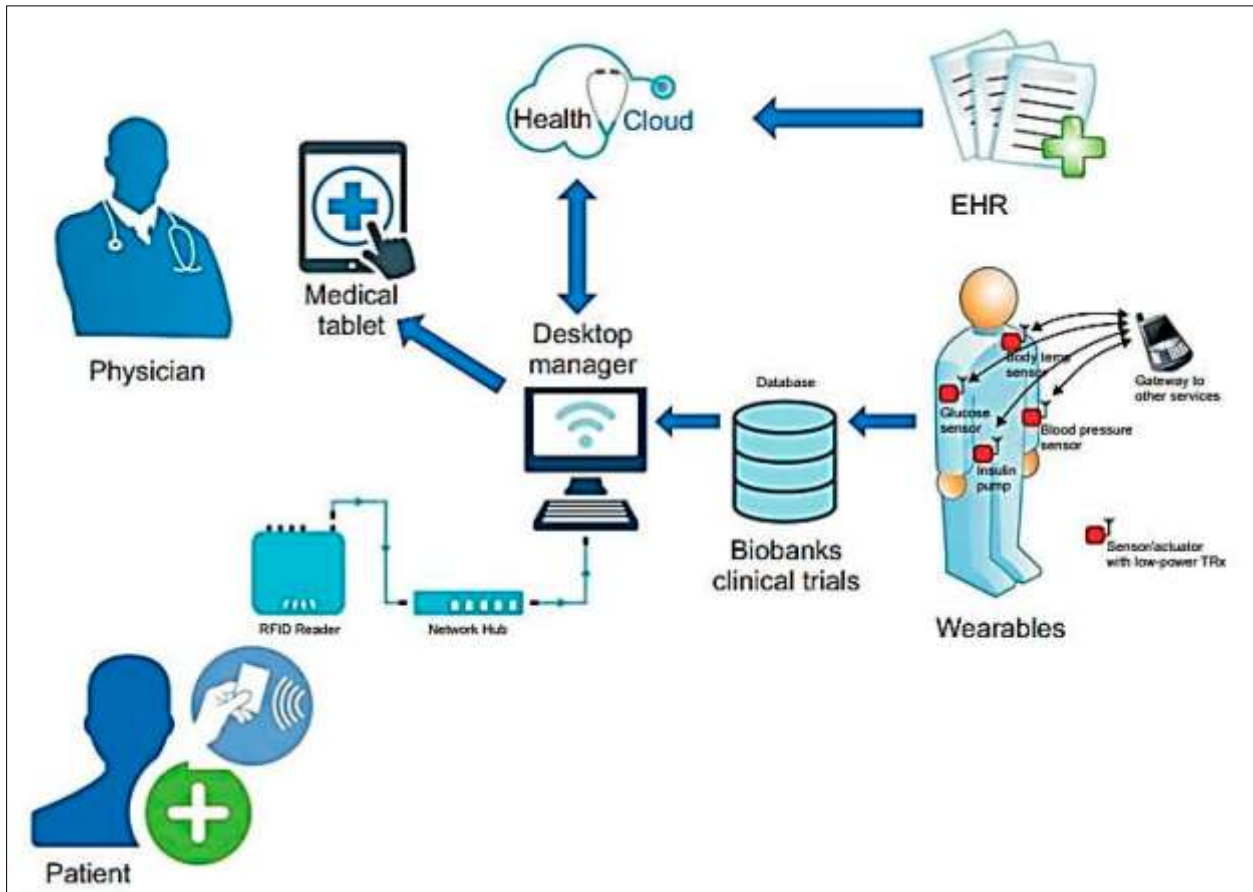 Health Cloud
EHR
Physician
Medical
tablet
Desktop
manager
Database
Biobanks
clinical trials
Body temp
sensor
Glucose
sensor
Blood pressure
sensor
Insulin
pump
Gateway to
other services
Sensor/actuator
with low-power TRx
Wearables
RFID Reader
Network Hub
Patient